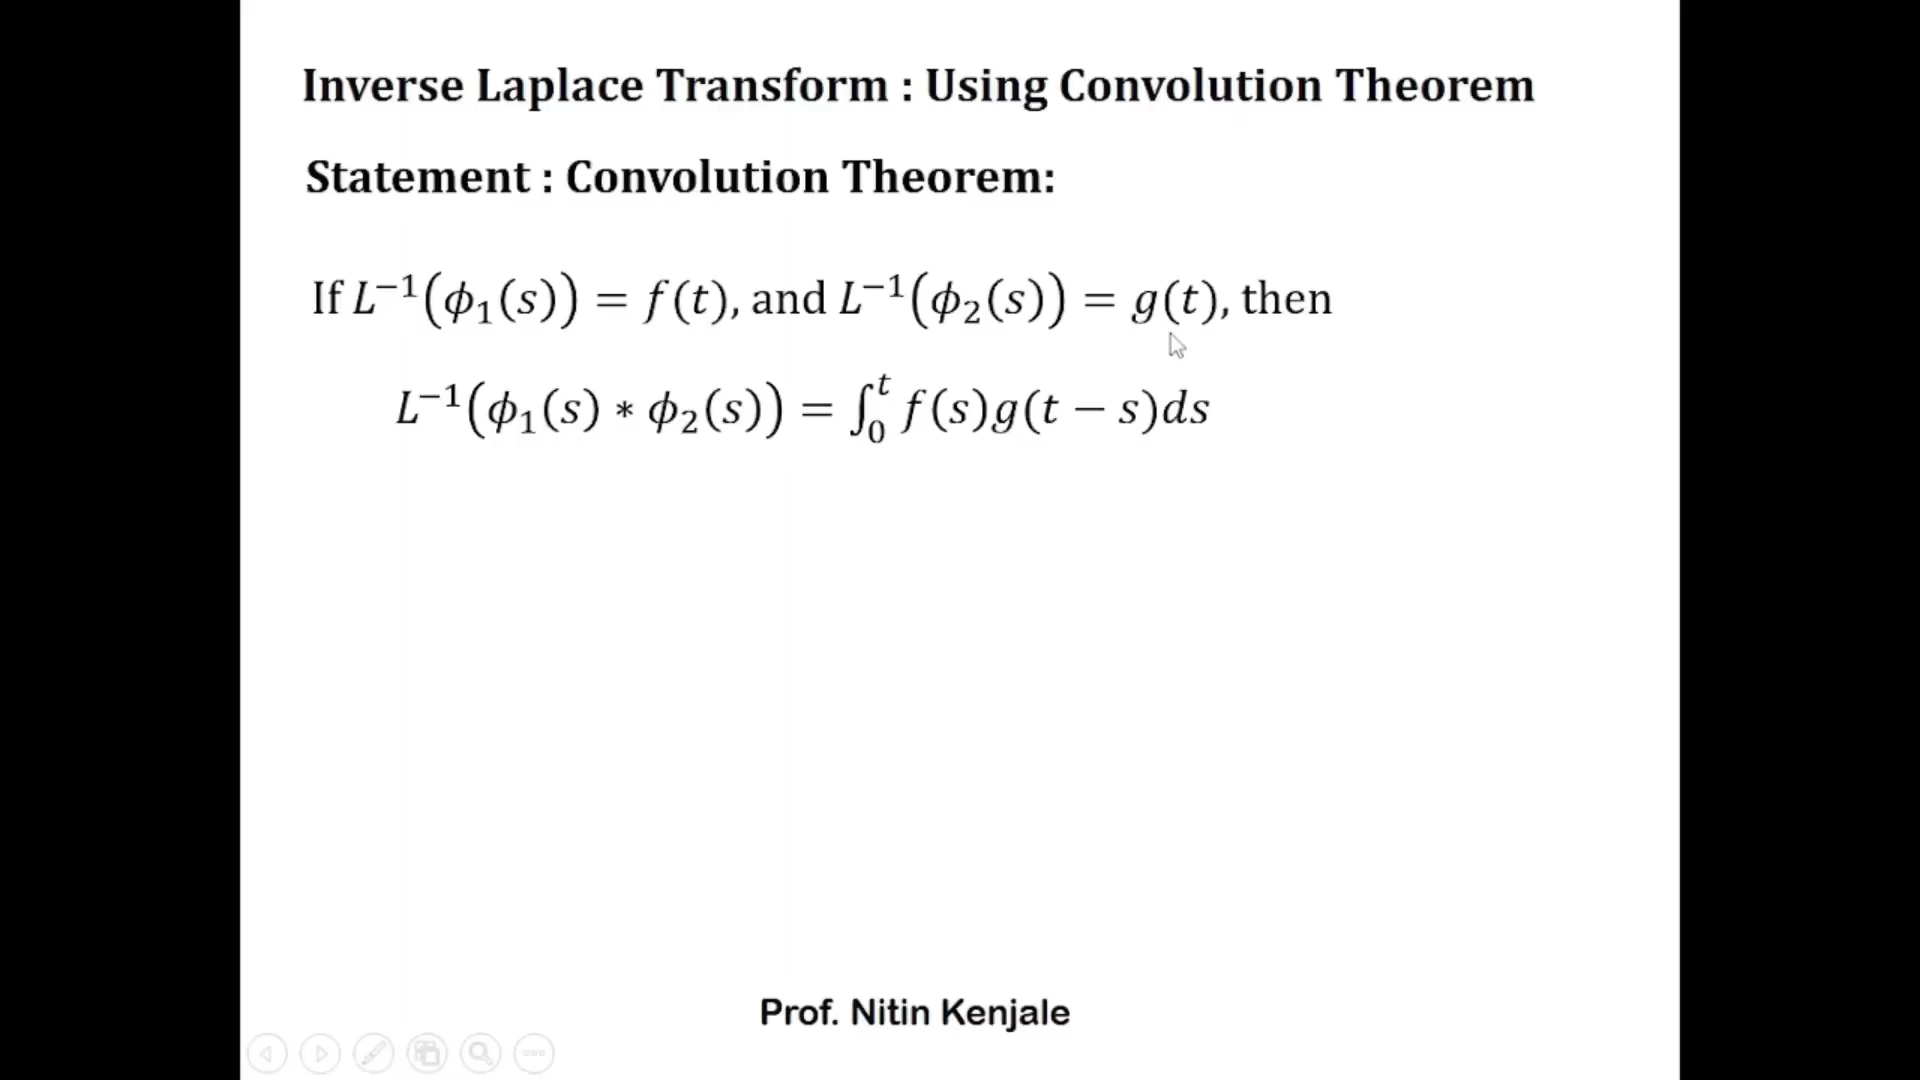 Inverse Laplace Transform : Using Convolution Theorem
Statement : Convolution Theorem:
If L⁻¹(ϕ₁(s)) = f(t), and L⁻¹(ϕ₂(s)) = g(t), then
L⁻¹(ϕ₁(s) ∗ ϕ₂(s)) = ∫₀ᵗ f(s)g(t − s)ds
Prof. Nitin Kenjale